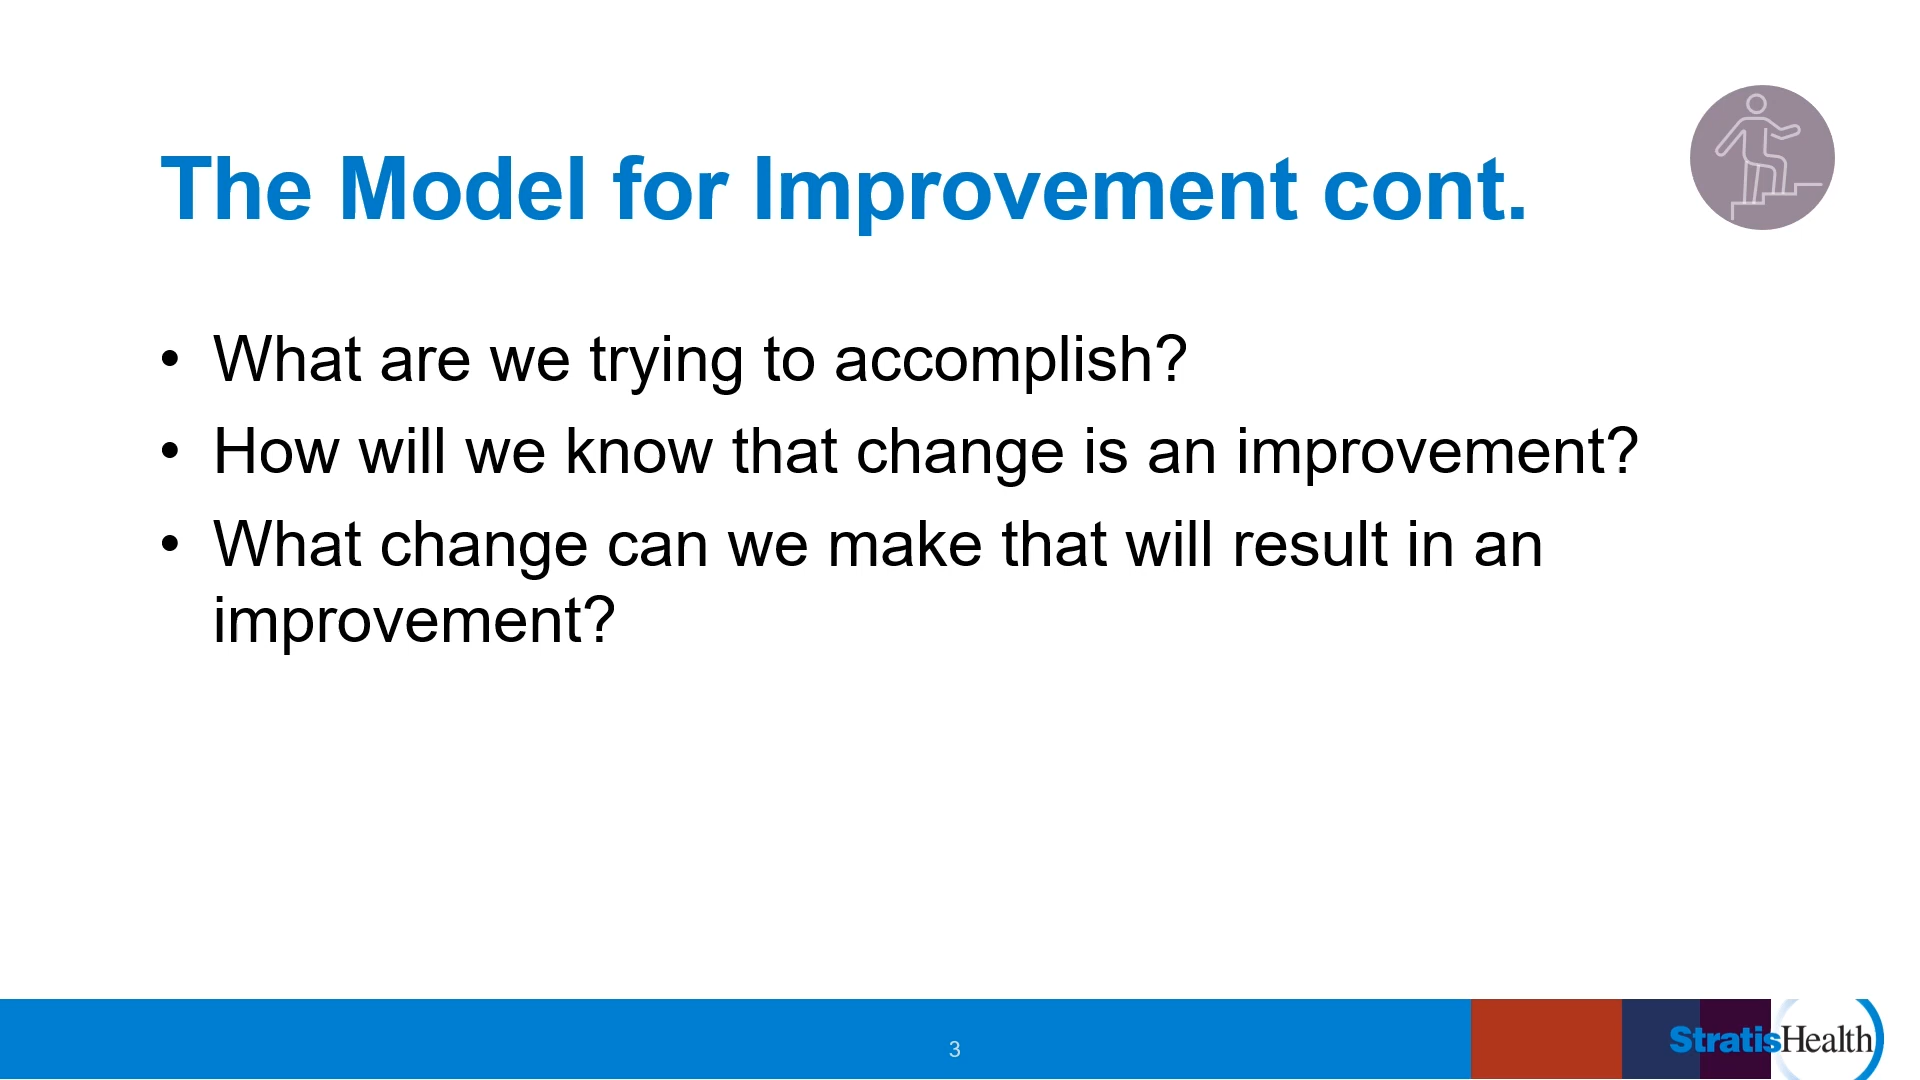 The Model for Improvement cont.
• What are we trying to accomplish?
• How will we know that change is an improvement?
• What change can we make that will result in an
improvement?
3
StratisHealth